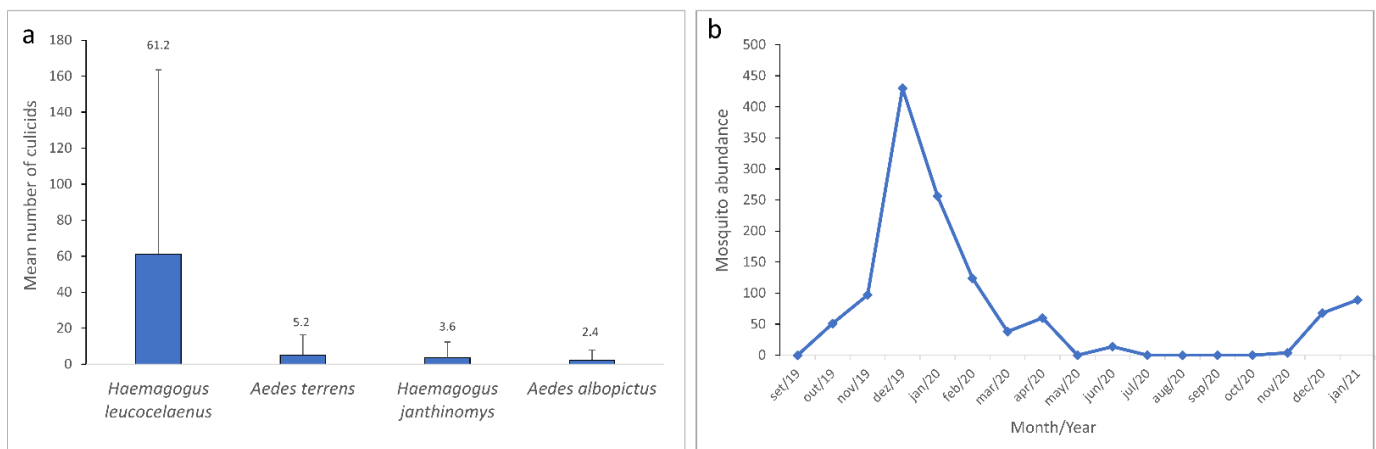 a
Mean number of culicids
180
160
140
120
100
80
60
40
20
0
61.2
5.2
3.6
2.4
Haemagogus
leucocelaenus
Aedes terrens
Haemagogus
janthinomys
Aedes albopictus
b
Mosquito abundance
500
450
400
350
300
250
200
150
100
50
0
set/19
out/19
nov/19
dez/19
jan/20
feb/20
mar/20
apr/20
may/20
jun/20
jul/20
aug/20
sep/20
oct/20
nov/20
dec/20
jan/21
Month/Year